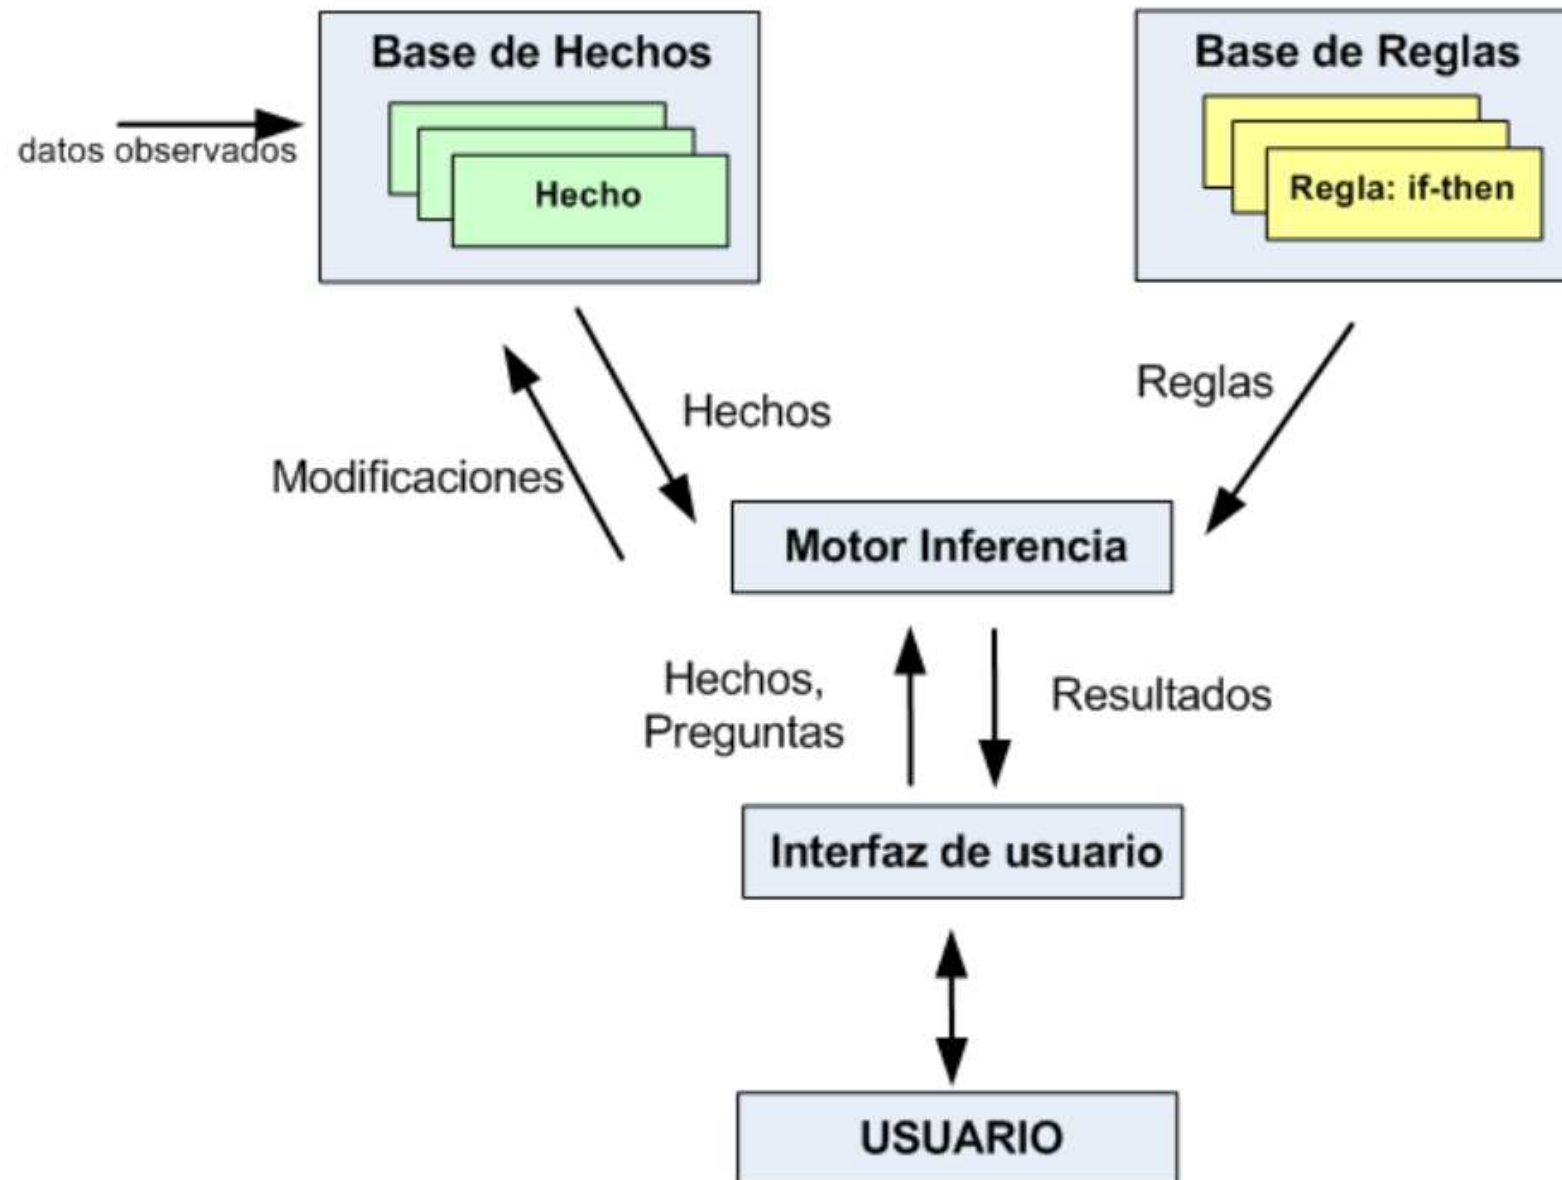 Base de Hechos
Base de Reglas
datos observados
Hecho
Regla: if-then
Hechos
Reglas
Modificaciones
Motor Inferencia
Hechos,
Preguntas
Resultados
Interfaz de usuario
USUARIO